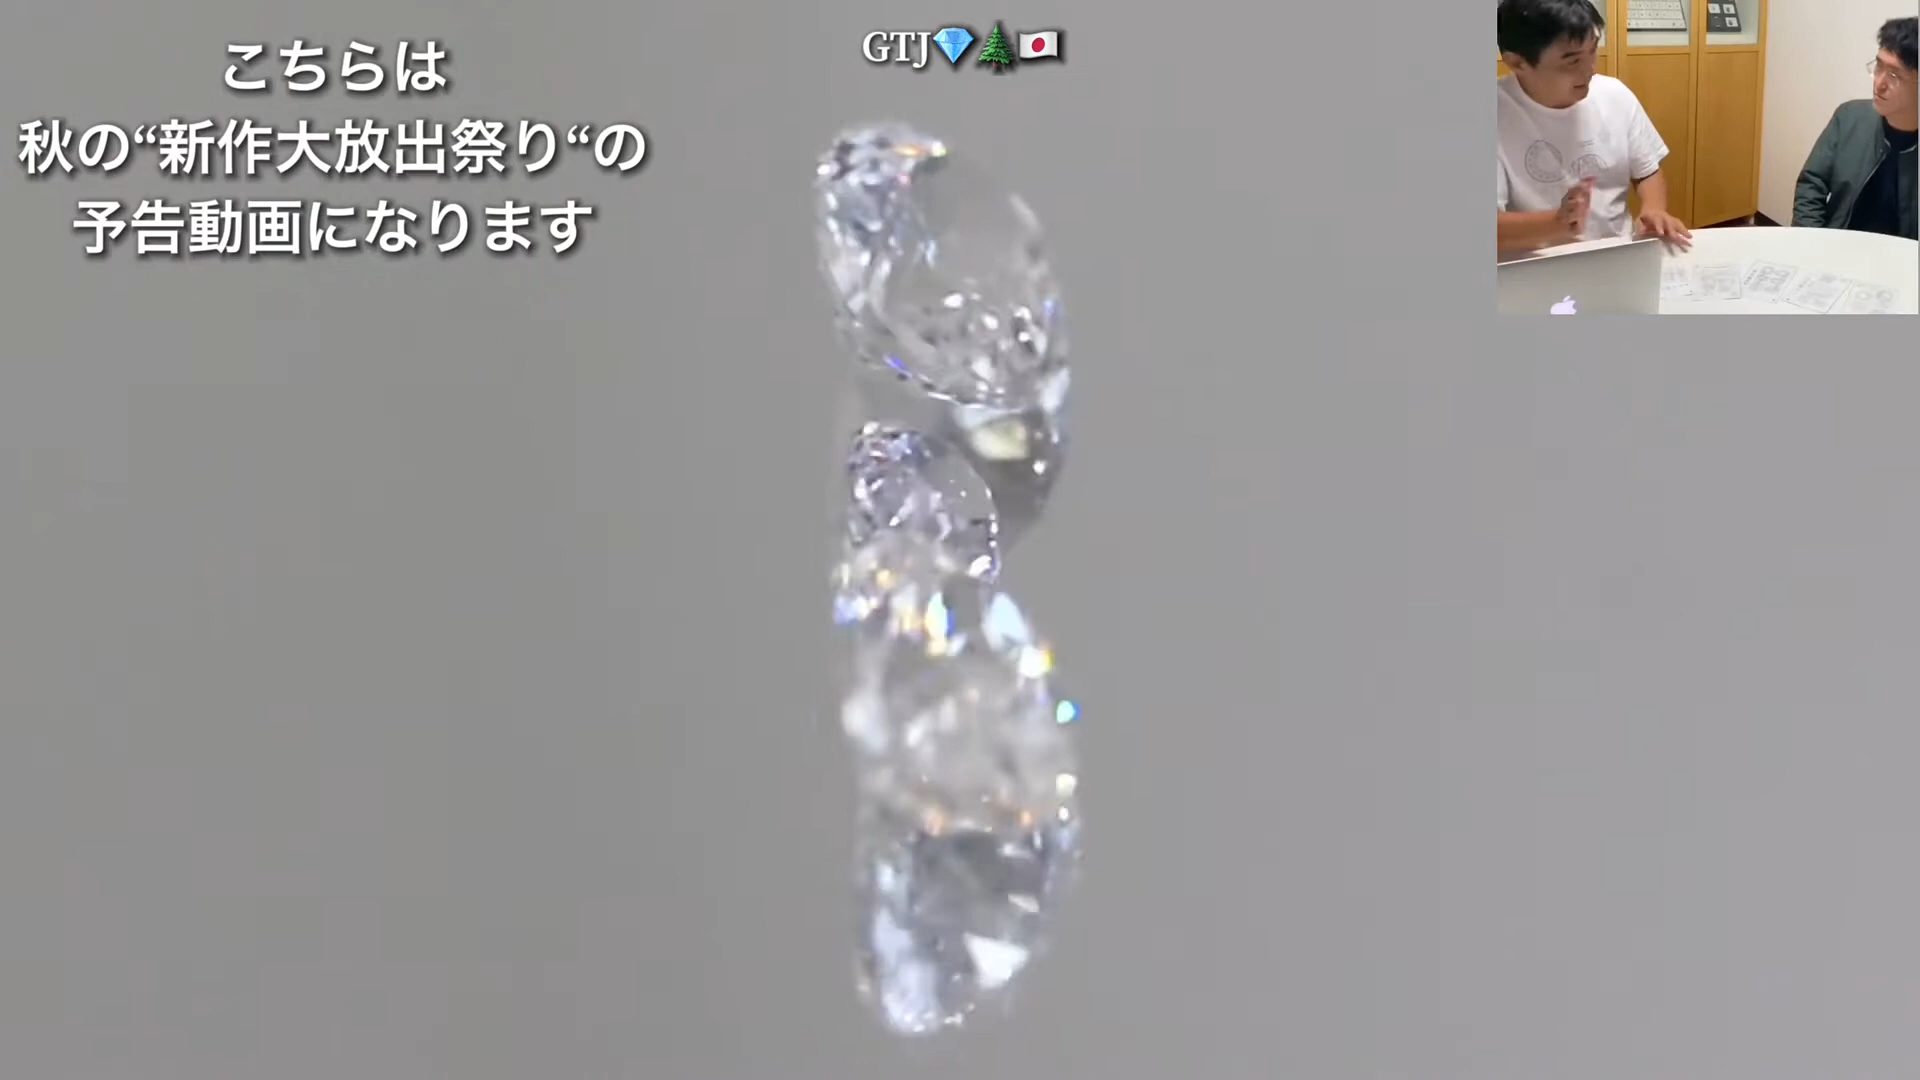 こちらは
秋の“新作大放出祭り“の
予告動画になります
GTJ💎🌲🇯🇵